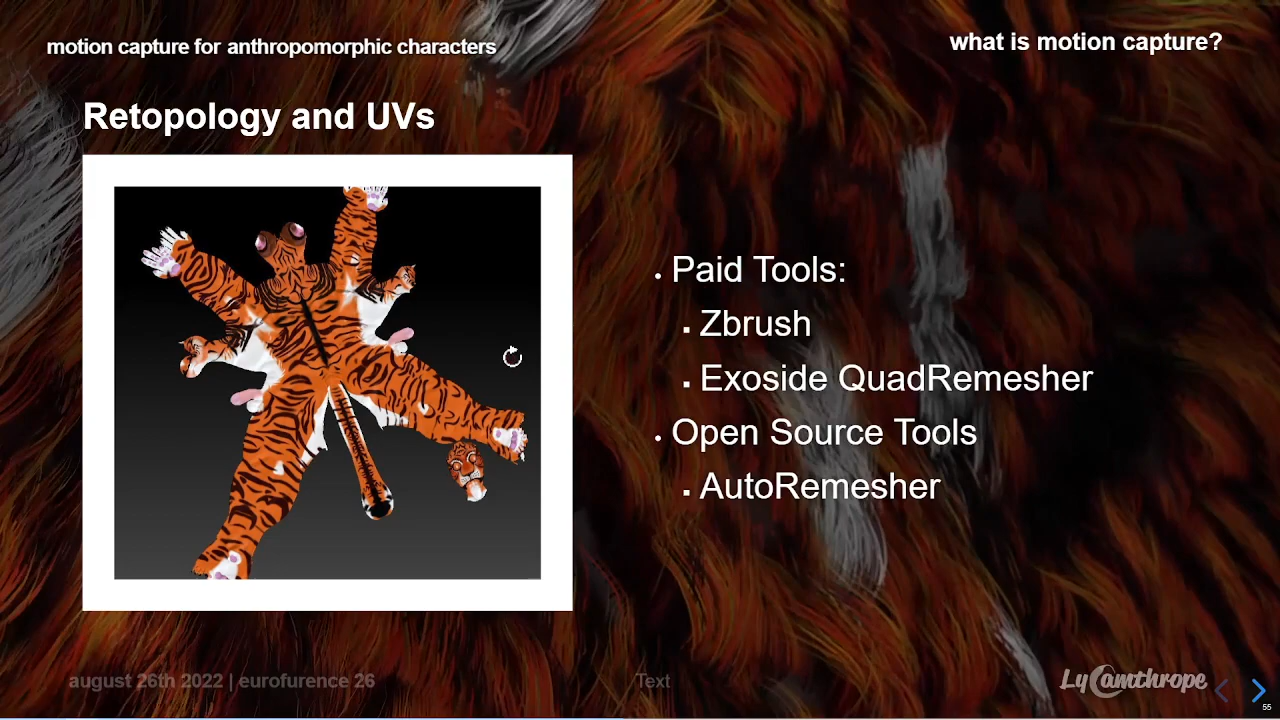 motion capture for anthropomorphic characters
what is motion capture?
Retopology and UVs
• Paid Tools:
▪ Zbrush
▪ Exoside QuadRemesher
• Open Source Tools
▪ AutoRemesher
august 26th 2022 | eurofurence 26
Text
Lycamthrope
55